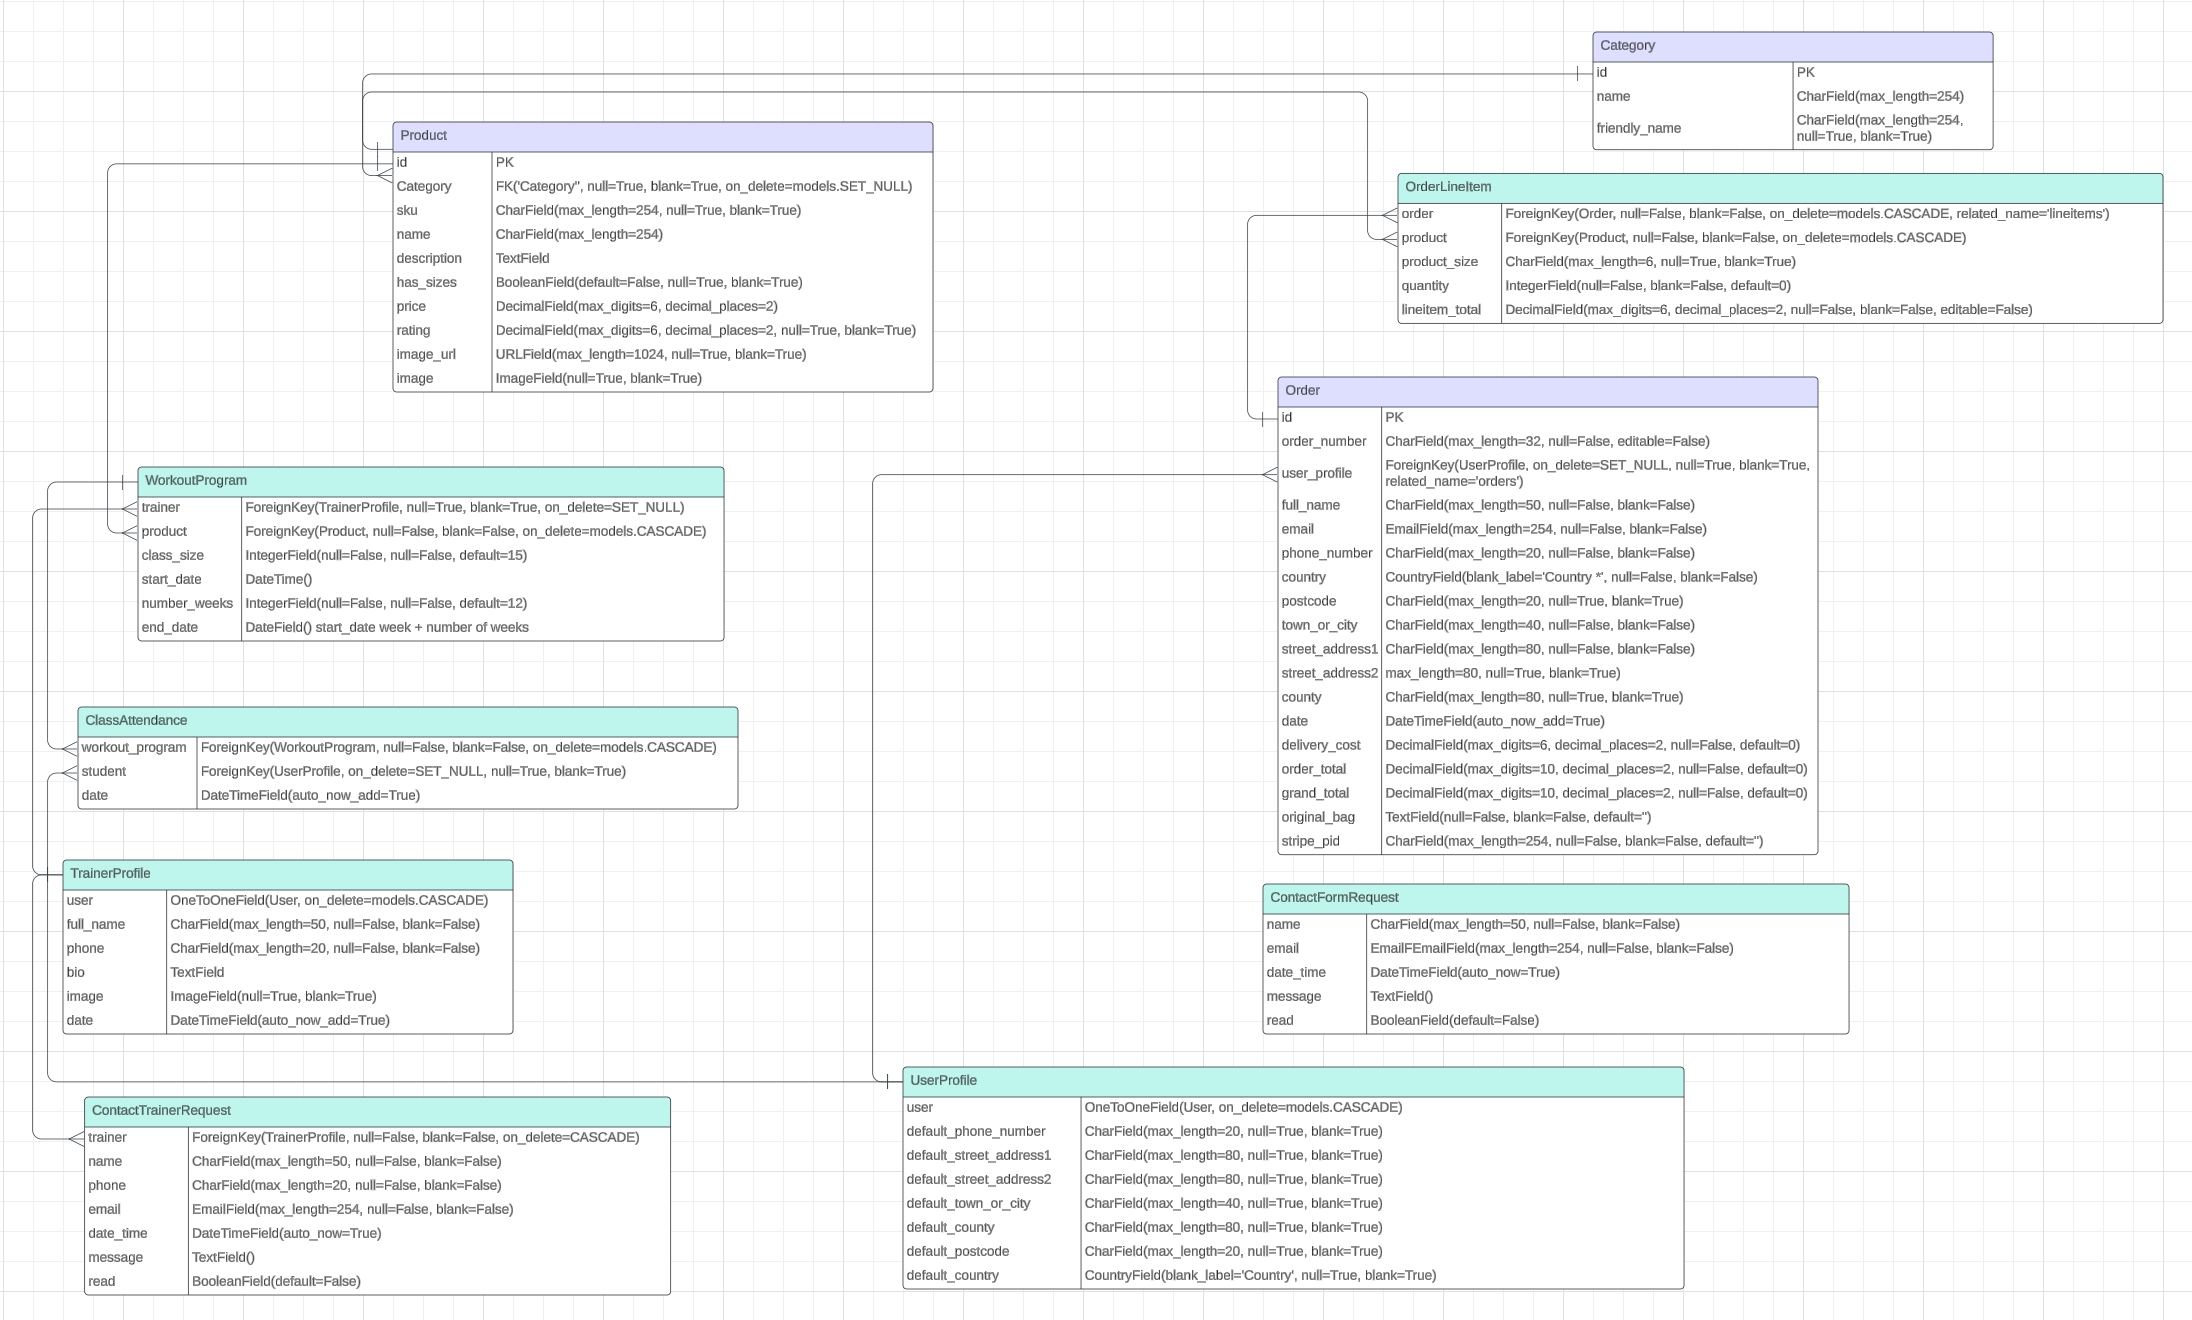 Category
id PK
name CharField(max_length=254)
friendly_name CharField(max_length=254,
null=True, blank=True)
Product
id PK
Category FK('Category'', null=True, blank=True, on_delete=models.SET_NULL)
sku CharField(max_length=254, null=True, blank=True)
name CharField(max_length=254)
description TextField
has_sizes BooleanField(default=False, null=True, blank=True)
price DecimalField(max_digits=6, decimal_places=2)
rating DecimalField(max_digits=6, decimal_places=2, null=True, blank=True)
image_url URLField(max_length=1024, null=True, blank=True)
image ImageField(null=True, blank=True)
OrderLineItem
order ForeignKey(Order, null=False, blank=False, on_delete=models.CASCADE, related_name='lineitems')
product ForeignKey(Product, null=False, blank=False, on_delete=models.CASCADE)
product_size CharField(max_length=6, null=True, blank=True)
quantity IntegerField(null=False, blank=False, default=0)
lineitem_total DecimalField(max_digits=6, decimal_places=2, null=False, blank=False, editable=False)
Order
id PK
order_number CharField(max_length=32, null=False, editable=False)
user_profile ForeignKey(UserProfile, on_delete=SET_NULL, null=True, blank=True,
related_name='orders')
full_name CharField(max_length=50, null=False, blank=False)
email EmailField(max_length=254, null=False, blank=False)
phone_number CharField(max_length=20, null=False, blank=False)
country CountryField(blank_label='Country *', null=False, blank=False)
postcode CharField(max_length=20, null=True, blank=True)
town_or_city CharField(max_length=40, null=False, blank=False)
street_address1 CharField(max_length=80, null=False, blank=False)
street_address2 max_length=80, null=True, blank=True)
county CharField(max_length=80, null=True, blank=True)
date DateTimeField(auto_now_add=True)
delivery_cost DecimalField(max_digits=6, decimal_places=2, null=False, default=0)
order_total DecimalField(max_digits=10, decimal_places=2, null=False, default=0)
grand_total DecimalField(max_digits=10, decimal_places=2, null=False, default=0)
original_bag TextField(null=False, blank=False, default='')
stripe_pid CharField(max_length=254, null=False, blank=False, default='')
WorkoutProgram
trainer ForeignKey(TrainerProfile, null=True, blank=True, on_delete=SET_NULL)
product ForeignKey(Product, null=False, blank=False, on_delete=models.CASCADE)
class_size IntegerField(null=False, null=False, default=15)
start_date DateTime()
number_weeks IntegerField(null=False, null=False, default=12)
end_date DateField() start_date week + number of weeks
ClassAttendance
workout_program ForeignKey(WorkoutProgram, null=False, blank=False, on_delete=models.CASCADE)
student ForeignKey(UserProfile, on_delete=SET_NULL, null=True, blank=True)
date DateTimeField(auto_now_add=True)
TrainerProfile
user OneToOneField(User, on_delete=models.CASCADE)
full_name CharField(max_length=50, null=False, blank=False)
phone CharField(max_length=20, null=False, blank=False)
bio TextField
image ImageField(null=True, blank=True)
date DateTimeField(auto_now_add=True)
ContactFormRequest
name CharField(max_length=50, null=False, blank=False)
email EmailFEmailField(max_length=254, null=False, blank=False)
date_time DateTimeField(auto_now=True)
message TextField()
read BooleanField(default=False)
ContactTrainerRequest
trainer ForeignKey(TrainerProfile, null=False, blank=False, on_delete=CASCADE)
name CharField(max_length=50, null=False, blank=False)
phone CharField(max_length=20, null=False, blank=False)
email EmailField(max_length=254, null=False, blank=False)
date_time DateTimeField(auto_now=True)
message TextField()
read BooleanField(default=False)
UserProfile
user OneToOneField(User, on_delete=models.CASCADE)
default_phone_number CharField(max_length=20, null=True, blank=True)
default_street_address1 CharField(max_length=80, null=True, blank=True)
default_street_address2 CharField(max_length=80, null=True, blank=True)
default_town_or_city CharField(max_length=40, null=True, blank=True)
default_county CharField(max_length=80, null=True, blank=True)
default_postcode CharField(max_length=20, null=True, blank=True)
default_country CountryField(blank_label='Country', null=True, blank=True)